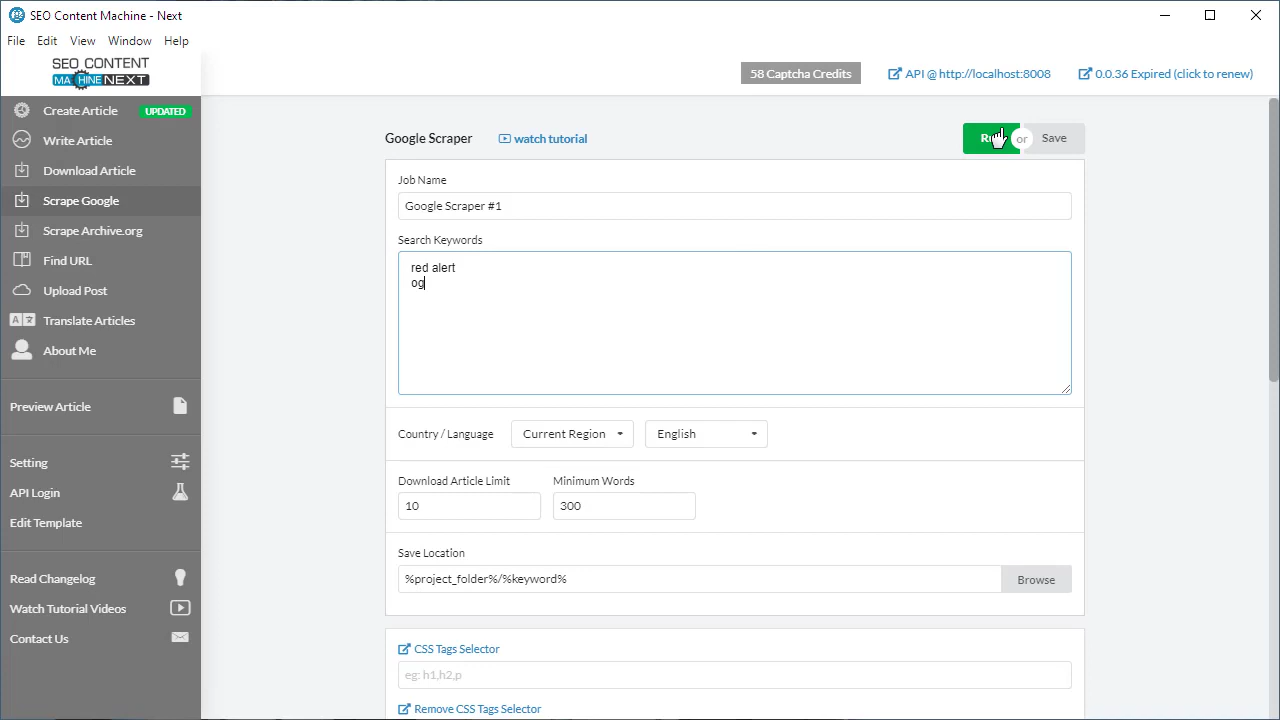 SEO Content Machine - Next
File Edit View Window Help
SEO CONTENT
MACHINE NEXT
58 Captcha Credits
API @ http://localhost:8008
0.0.36 Expired (click to renew)
Create Article UPDATED
Write Article
Download Article
Scrape Google
Scrape Archive.org
Find URL
Upload Post
Translate Articles
About Me
Preview Article
Setting
API Login
Edit Template
Read Changelog
Watch Tutorial Videos
Contact Us
Google Scraper
watch tutorial
or
Save
Job Name
Google Scraper #1
Search Keywords
red alert
og
Country / Language
Current Region
English
Download Article Limit
Minimum Words
10
300
Save Location
%project_folder%/%keyword%
Browse
CSS Tags Selector
eg: h1,h2,p
Remove CSS Tags Selector